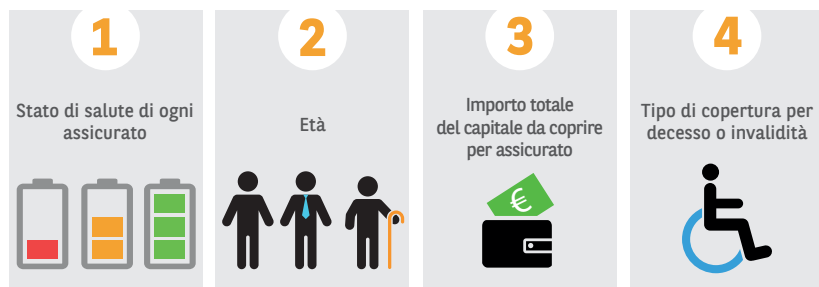 1
Stato di salute di ogni
assicurato
2
Età
3
Importo totale
del capitale da coprire
per assicurato
€
4
Tipo di copertura per
decesso o invalidità